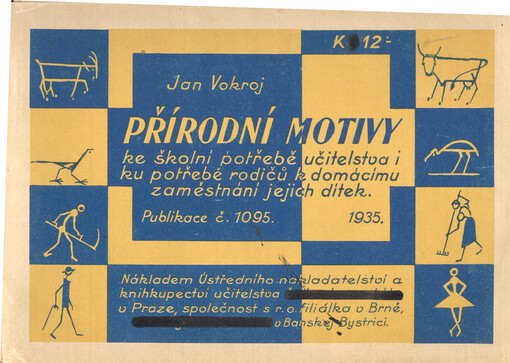 K 12-
Jan Vokroj
PŘÍRODNÍ MOTIVY
ke školní potřebě učitelstva i
ku potřebě rodičů k domácímu
zaměstnání jejich dítek.
Publikace č. 1095. 1935.
Nákladem Ústředního nakladatelství a
knihkupectví učitelstva
v Praze, společnost s r. o. filiálka v Brně,
v Banskej Bystrici.